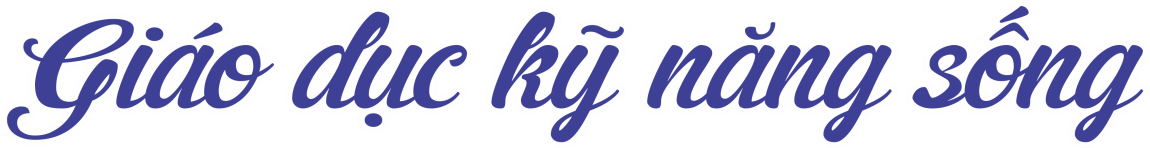 Giáo dục kỹ năng sống